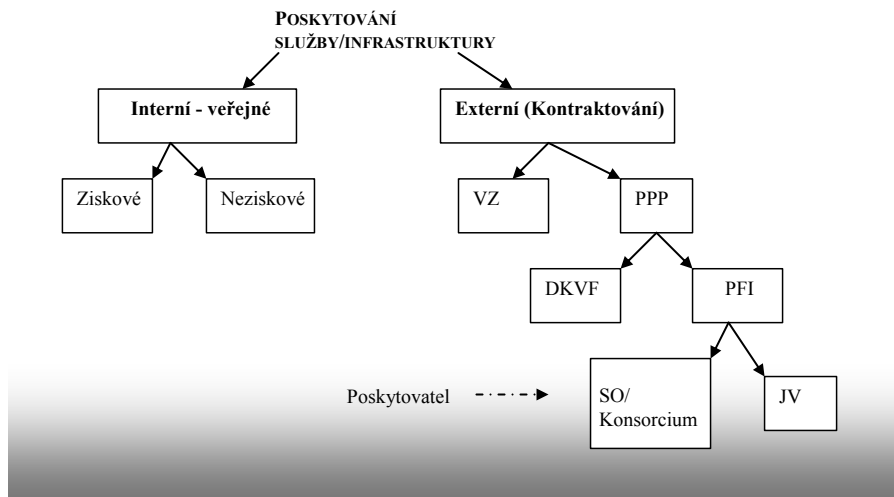 POSKYTOVÁNÍ
SLUŽBY/INFRASTRUKTURY
Interní - veřejné
Externí (Kontraktování)
Ziskové
Neziskové
VZ
PPP
DKVF
PFI
Poskytovatel
SO/
Konsorcium
JV